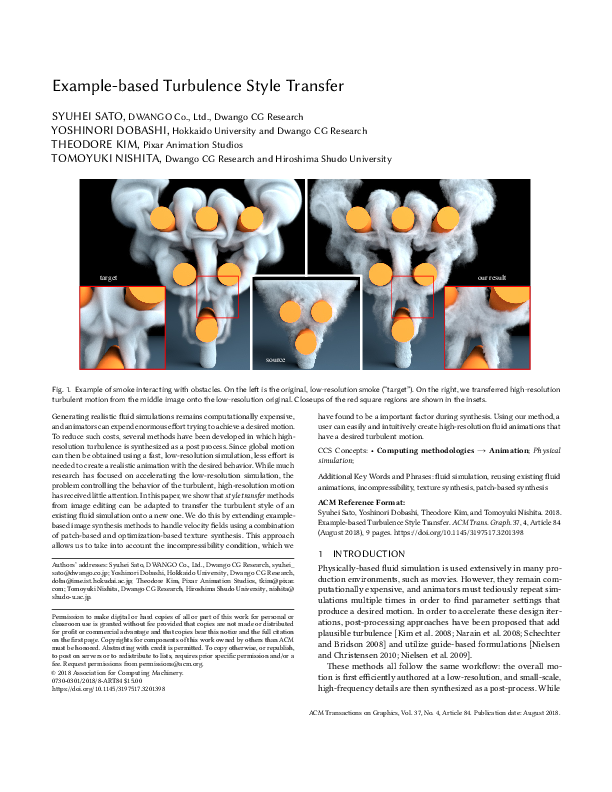 Example-based Turbulence Style Transfer
SYUHEI SATO, DWANGO Co., Ltd., Dwango CG Research
YOSHINORI DOBASHI, Hokkaido University and Dwango CG Research
THEODORE KIM, Pixar Animation Studios
TOMOYUKI NISHITA, Dwango CG Research and Hiroshima Shudo University
target
source
our result
Fig. 1. Example of smoke interacting with obstacles. On the left is the original, low-resolution smoke ("target"). On the right, we transferred high-resolution
turbulent motion from the middle image onto the low-resolution original. Closeups of the red square regions are shown in the insets.
Generating realistic fluid simulations remains computationally expensive,
and animators can expend enormous effort trying to achieve a desired motion.
To reduce such costs, several methods have been developed in which high-
resolution turbulence is synthesized as a post process. Since global motion
can then be obtained using a fast, low-resolution simulation, less effort is
needed to create a realistic animation with the desired behavior. While much
research has focused on accelerating the low-resolution simulation, the
problem controlling the behavior of the turbulent, high-resolution motion
has received little attention. In this paper, we show that style transfer methods
from image editing can be adapted to transfer the turbulent style of an
existing fluid simulation onto a new one. We do this by extending example-
based image synthesis methods to handle velocity fields using a combination
of patch-based and optimization-based texture synthesis. This approach
allows us to take into account the incompressibility condition, which we
Authors' addresses: Syuhei Sato, DWANGO Co., Ltd., Dwango CG Research, syuhei_
sato@dwango.co.jp; Yoshinori Dobashi, Hokkaido University, Dwango CG Research,
doba@ime.ist.hokudai.ac.jp; Theodore Kim, Pixar Animation Studios, tkim@pixar.
com; Tomoyuki Nishita, Dwango CG Research, Hiroshima Shudo University, nishita@
shudo-u.ac.jp.
Permission to make digital or hard copies of all or part of this work for personal or
classroom use is granted without fee provided that copies are not made or distributed
for profit or commercial advantage and that copies bear this notice and the full citation
on the first page. Copyrights for components of this work owned by others than ACM
must be honored. Abstracting with credit is permitted. To copy otherwise, or republish,
to post on servers or to redistribute to lists, requires prior specific permission and/or a
fee. Request permissions from permissions@acm.org.
© 2018 Association for Computing Machinery.
0730-0301/2018/8-ART84 $15.00
https://doi.org/10.1145/3197517.3201398
have found to be a important factor during synthesis. Using our method, a
user can easily and intuitively create high-resolution fluid animations that
have a desired turbulent motion.
CCS Concepts: • Computing methodologies → Animation; Physical
simulation;
Additional Key Words and Phrases: fluid simulation, reusing existing fluid
animations, incompressibility, texture synthesis, patch-based synthesis
ACM Reference Format:
Syuhei Sato, Yoshinori Dobashi, Theodore Kim, and Tomoyuki Nishita. 2018.
Example-based Turbulence Style Transfer. ACM Trans. Graph. 37, 4, Article 84
(August 2018), 9 pages. https://doi.org/10.1145/3197517.3201398
1 INTRODUCTION
Physically-based fluid simulation is used extensively in many pro-
duction environments, such as movies. However, they remain com-
putationally expensive, and animators must tediously repeat sim-
ulations multiple times in order to find parameter settings that
produce a desired motion. In order to accelerate these design iter-
ations, post-processing approaches have been proposed that add
plausible turbulence [Kim et al. 2008; Narain et al. 2008; Schechter
and Bridson 2008] and utilize guide-based formulations [Nielsen
and Christensen 2010; Nielsen et al. 2009].
These methods all follow the same workflow: the overall mo-
tion is first efficiently authored at a low-resolution, and small-scale,
high-frequency details are then synthesized as a post-process. While
ACM Transactions on Graphics, Vol. 37, No. 4, Article 84. Publication date: August 2018.